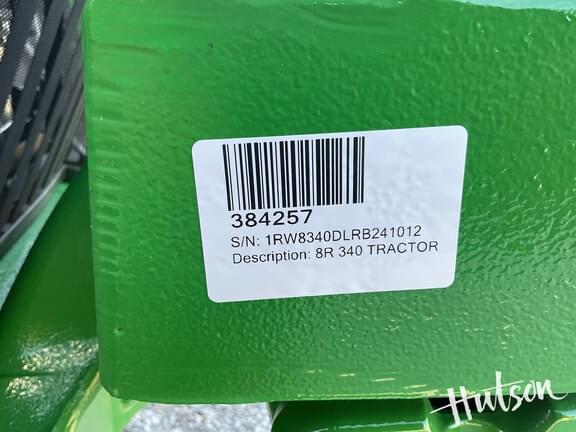 384257
S/N: 1RW8340DLRB241012
Description: 8R 340 TRACTOR
Hutson